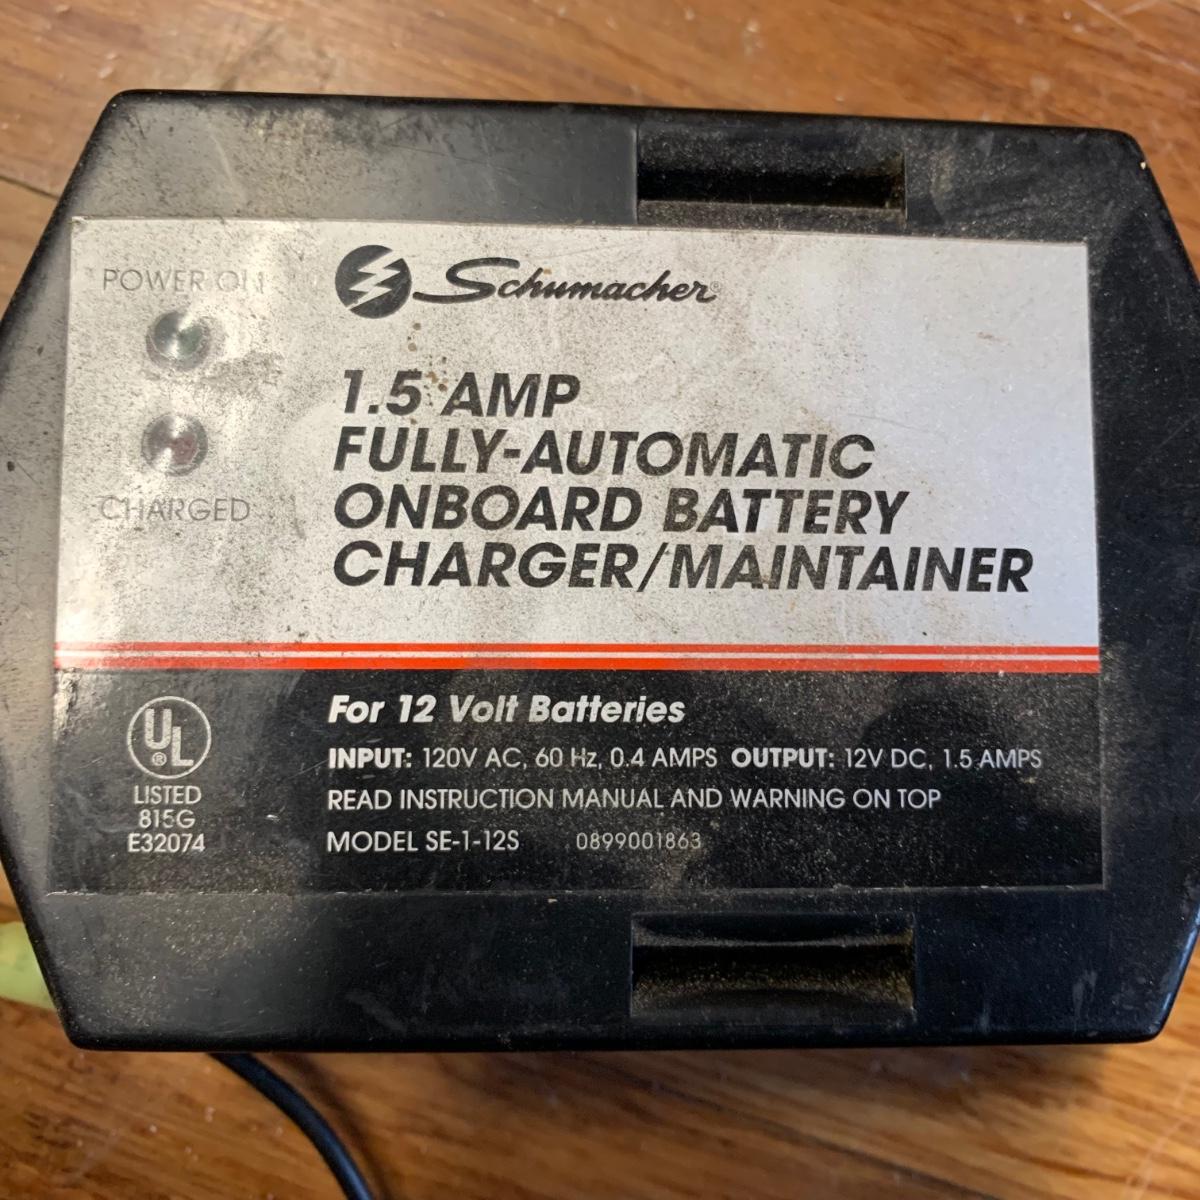 POWER ON
Schumacher®
1.5 AMP
FULLY-AUTOMATIC
ONBOARD BATTERY
CHARGER/MAINTAINER
CHARGED
For 12 Volt Batteries
INPUT: 120V AC, 60 Hz, 0.4 AMPS OUTPUT: 12V DC, 1.5 AMPS
READ INSTRUCTION MANUAL AND WARNING ON TOP
MODEL SE-1-12S 0899001863
UL®
LISTED
815G
E32074